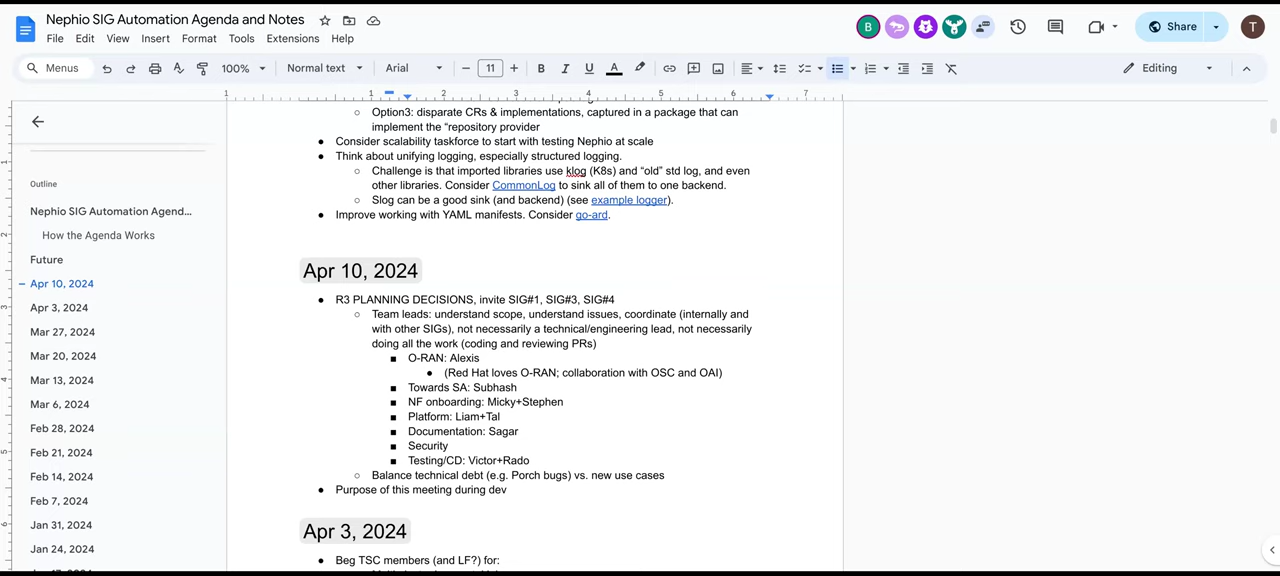 Nephio SIG Automation Agenda and Notes
File Edit View Insert Format Tools Extensions Help
B
Share
T
Menus
100%
Normal text
Arial
11
B I U A
Editing
1 1 2 3 4 5 6 7
Outline
Nephio SIG Automation Agend...
How the Agenda Works
Future
Apr 10, 2024
Apr 3, 2024
Mar 27, 2024
Mar 20, 2024
Mar 13, 2024
Mar 6, 2024
Feb 28, 2024
Feb 21, 2024
Feb 14, 2024
Feb 7, 2024
Jan 31, 2024
Jan 24, 2024
○ Option3: disparate CRs & implementations, captured in a package that can
implement the “repository provider
● Consider scalability taskforce to start with testing Nephio at scale
● Think about unifying logging, especially structured logging.
○ Challenge is that imported libraries use klog (K8s) and “old” std log, and even
other libraries. Consider CommonLog to sink all of them to one backend.
○ Slog can be a good sink (and backend) (see example logger).
● Improve working with YAML manifests. Consider go-ard.
Apr 10, 2024
● R3 PLANNING DECISIONS, invite SIG#1, SIG#3, SIG#4
○ Team leads: understand scope, understand issues, coordinate (internally and
with other SIGs), not necessarily a technical/engineering lead, not necessarily
doing all the work (coding and reviewing PRs)
■ O-RAN: Alexis
● (Red Hat loves O-RAN; collaboration with OSC and OAI)
■ Towards SA: Subhash
■ NF onboarding: Micky+Stephen
■ Platform: Liam+Tal
■ Documentation: Sagar
■ Security
■ Testing/CD: Victor+Rado
○ Balance technical debt (e.g. Porch bugs) vs. new use cases
● Purpose of this meeting during dev
Apr 3, 2024
● Beg TSC members (and LF?) for: